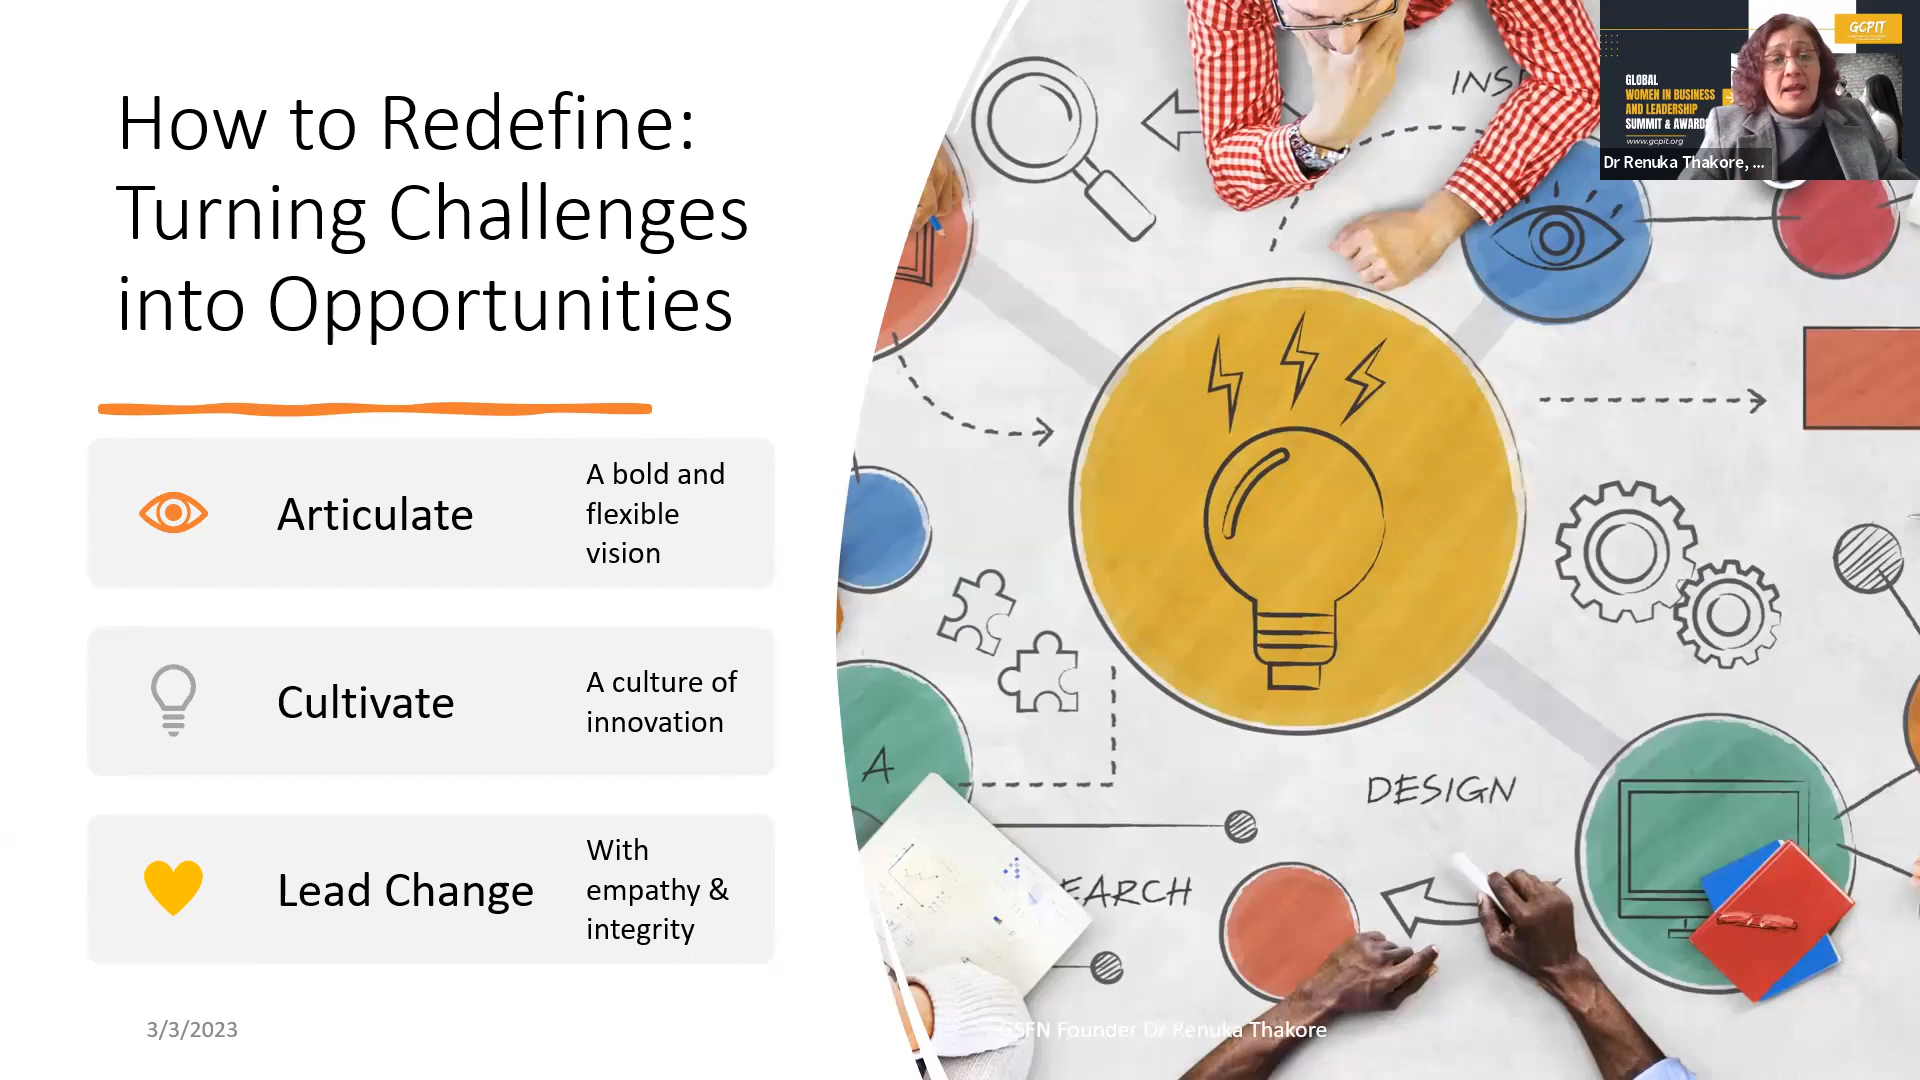 How to Redefine:
Turning Challenges
into Opportunities
Articulate
A bold and
flexible
vision
Cultivate
A culture of
innovation
Lead Change
With
empathy &
integrity
3/3/2023
Founder Dr Renuka Thakore
INSP
A
DESIGN
EARCH
GCPIT
GLOBAL
WOMEN IN BUSINESS
AND LEADERSHIP
SUMMIT & AWARDS
www.gcpit.org
Dr Renuka Thakore, ...